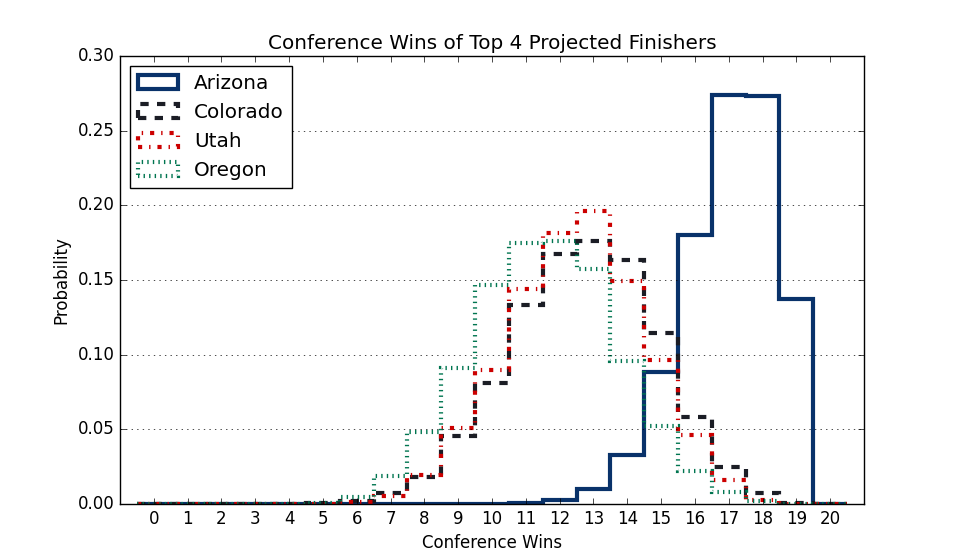 Conference Wins of Top 4 Projected Finishers
0.30
0.25
0.20
0.15
0.10
0.05
0.00
Probability
Arizona
Colorado
Utah
Oregon
0 1 2 3 4 5 6 7 8 9 10 11 12 13 14 15 16 17 18 19 20
Conference Wins